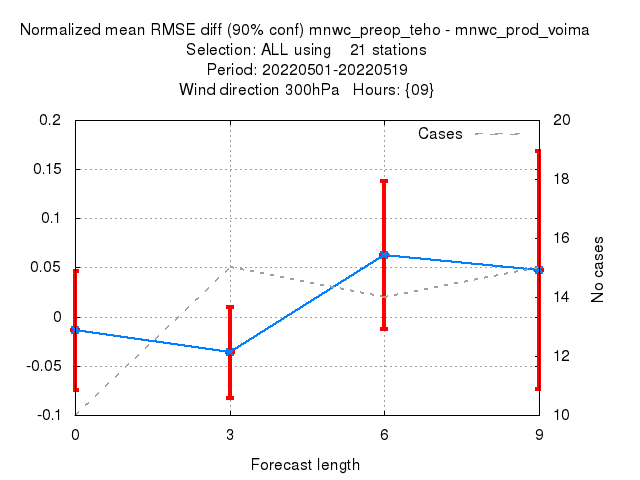 Normalized mean RMSE diff (90% conf) mnwc_preop_teho - mnwc_prod_voima
Selection: ALL using    21 stations
Period: 20220501-20220519
Wind direction 300hPa   Hours: {09}
Cases
0.2
0.15
0.1
0.05
0
-0.05
-0.1
20
18
16
14
12
10
No cases
0 3 6 9
Forecast length